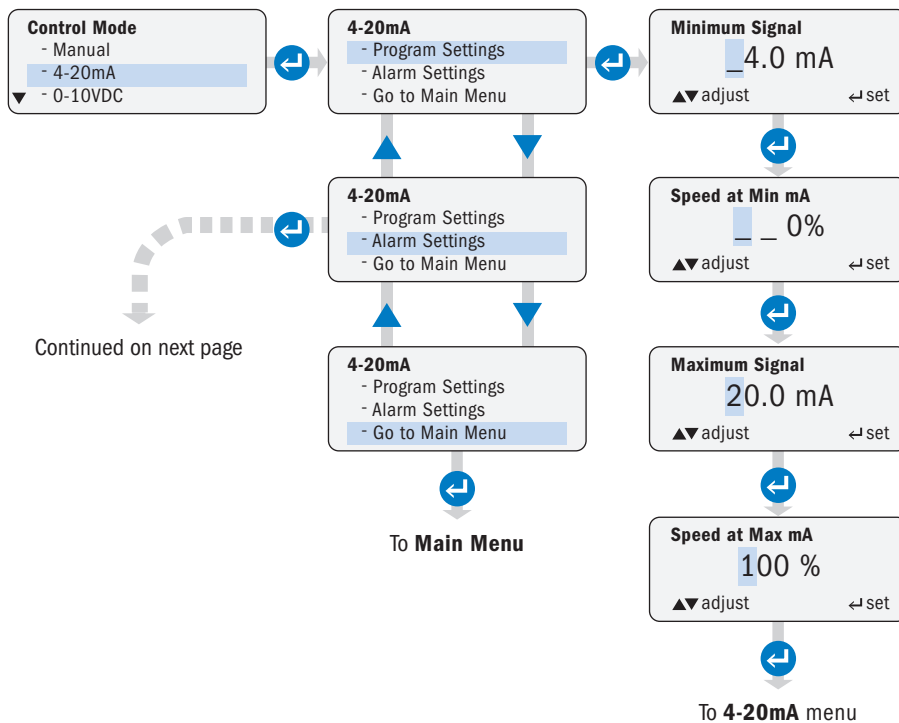 Control Mode
- Manual
- 4-20mA
▼ - 0-10VDC
4-20mA
- Program Settings
- Alarm Settings
- Go to Main Menu
Minimum Signal
_4.0 mA
▲▼ adjust ↵ set
4-20mA
- Program Settings
- Alarm Settings
- Go to Main Menu
Speed at Min mA
_ _ 0%
▲▼ adjust ↵ set
Continued on next page
4-20mA
- Program Settings
- Alarm Settings
- Go to Main Menu
Maximum Signal
20.0 mA
▲▼ adjust ↵ set
To Main Menu
Speed at Max mA
100 %
▲▼ adjust ↵ set
To 4-20mA menu